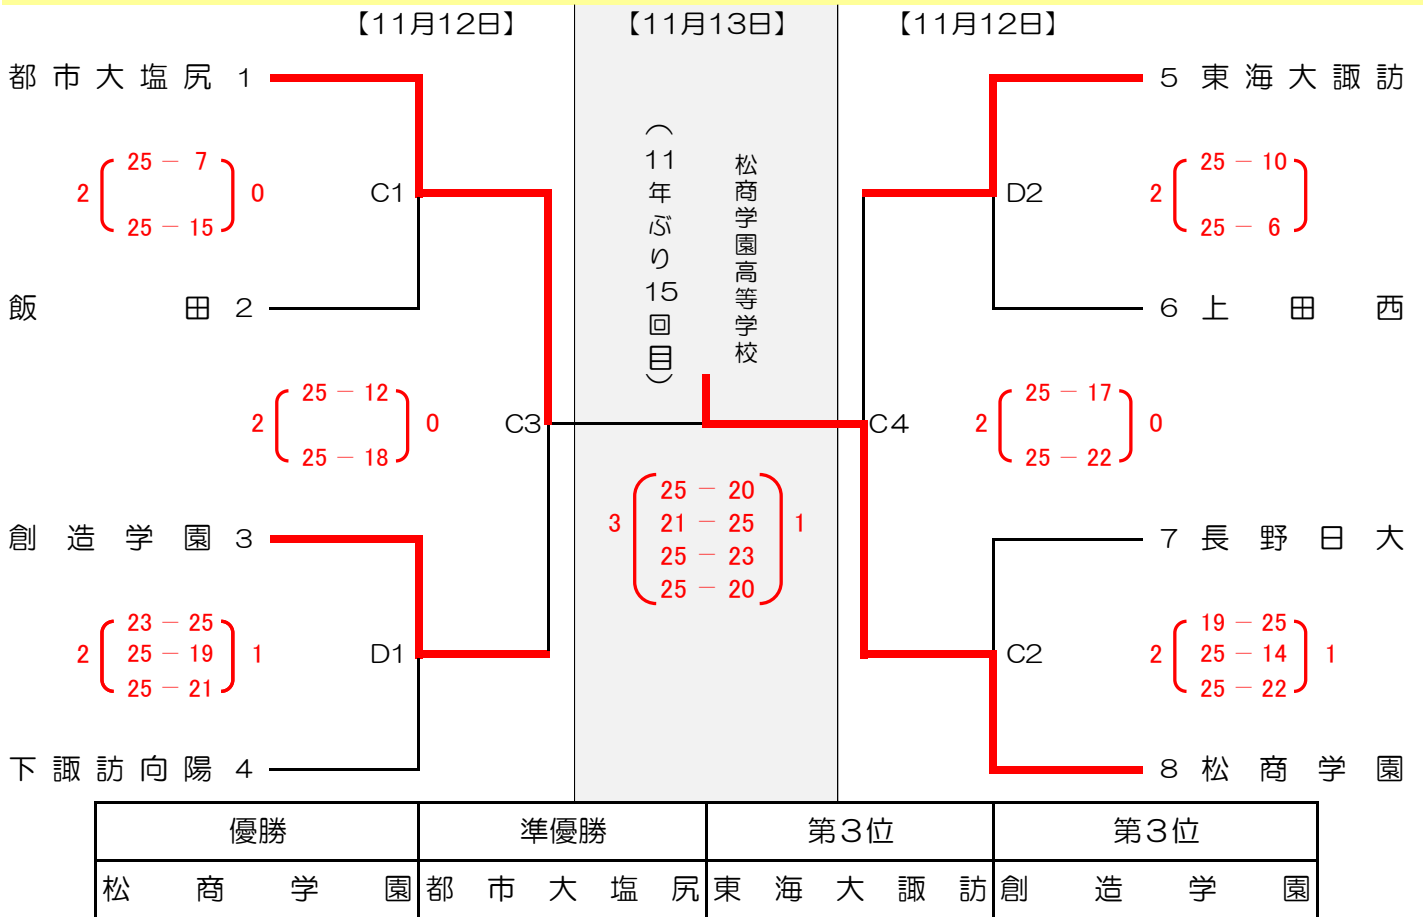 【11月12日】 【11月13日】 【11月12日】
都市大塩尻 1
5 東海大諏訪
2 25 － 7 0
25 － 15
C1
（11年ぶり15回目）
松商学園高等学校
D2
2 25 － 10
25 － 6
飯田 2
6 上田西
2 25 － 12 0
25 － 18
C3
C4
2 25 － 17 0
25 － 22
3 25 － 20 1
21 － 25
25 － 23
25 － 20
創造学園 3
7 長野日大
2 23 － 25 1
25 － 19
25 － 21
D1
C2
2 19 － 25 1
25 － 14
25 － 22
下諏訪向陽 4
8 松商学園
優勝 準優勝 第3位 第3位
松商学園 都市大塩尻 東海大諏訪 創造学園